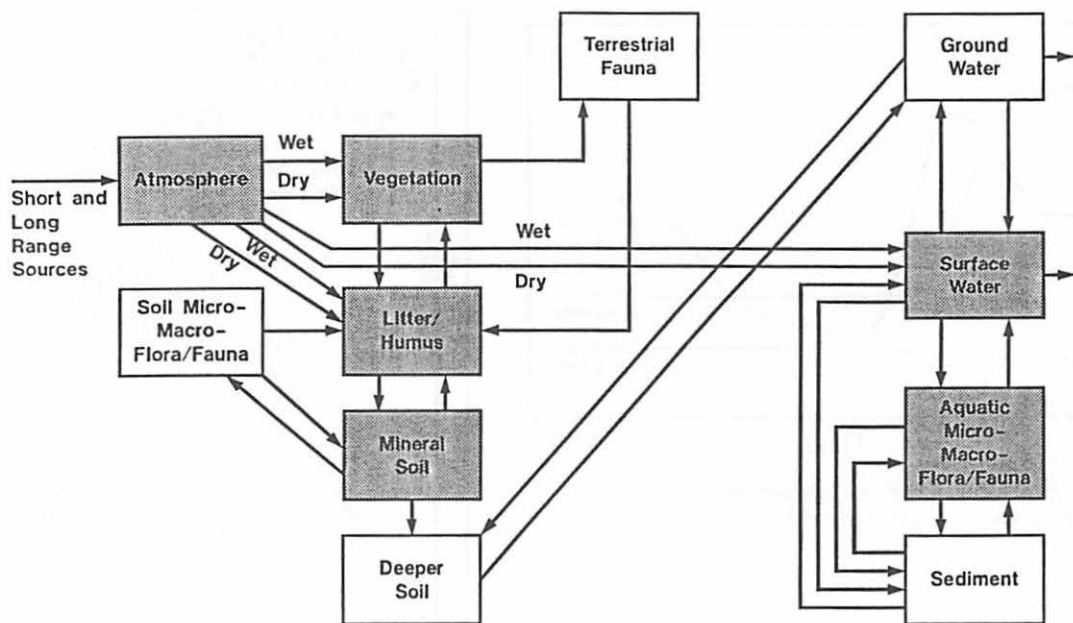 Terrestrial
Fauna
Ground
Water
Wet
Atmosphere
Dry
Vegetation
Short and
Long
Range
Sources
Wet
Dry
Wet
Dry
Surface
Water
Soil Micro-
Macro-
Flora/Fauna
Litter/
Humus
Mineral
Soil
Aquatic
Micro-
Macro-
Flora/Fauna
Deeper
Soil
Sediment